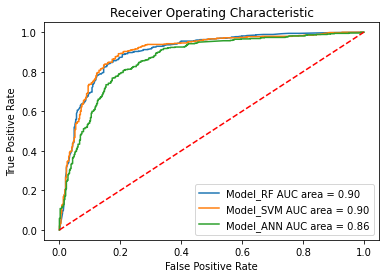 Receiver Operating Characteristic
True Positive Rate
1.0
0.8
0.6
0.4
0.2
0.0
Model_RF AUC area = 0.90
Model_SVM AUC area = 0.90
Model_ANN AUC area = 0.86
0.0 0.2 0.4 0.6 0.8 1.0
False Positive Rate